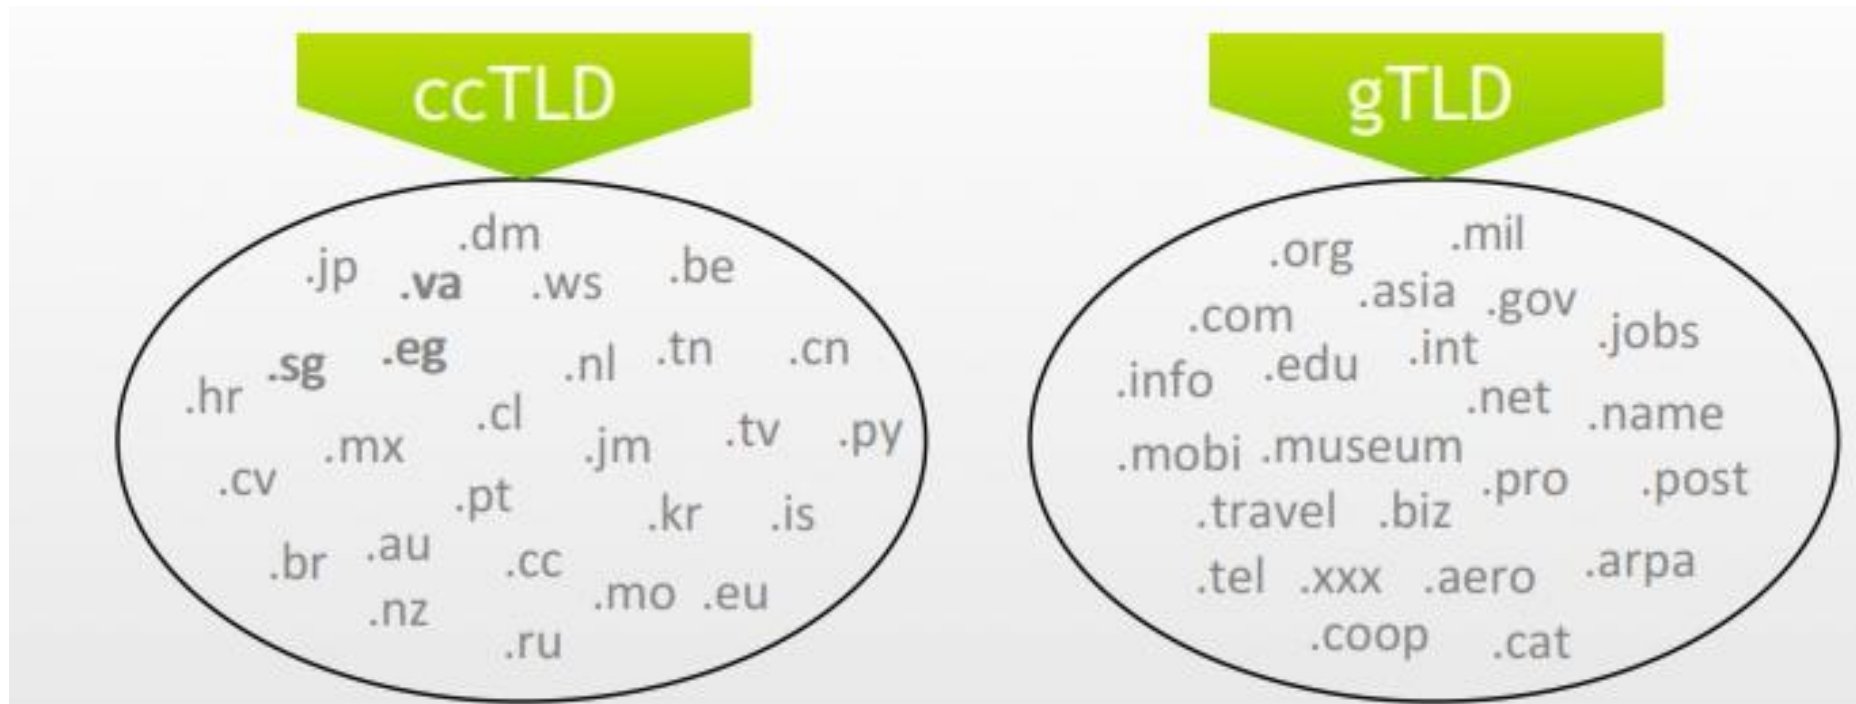 ccTLD
.dm
.jp
.va
.ws
.be
.sg
.eg
.nl
.tn
.cn
.hr
.cl
.mx
.jm
.tv
.py
.cv
.pt
.kr
.is
.br
.au
.cc
.mo
.eu
.nz
.ru
gTLD
.org
.mil
.com
.asia
.gov
.jobs
.info
.edu
.int
.net
.name
.mobi
.museum
.pro
.post
.travel
.biz
.tel
.xxx
.aero
.arpa
.coop
.cat